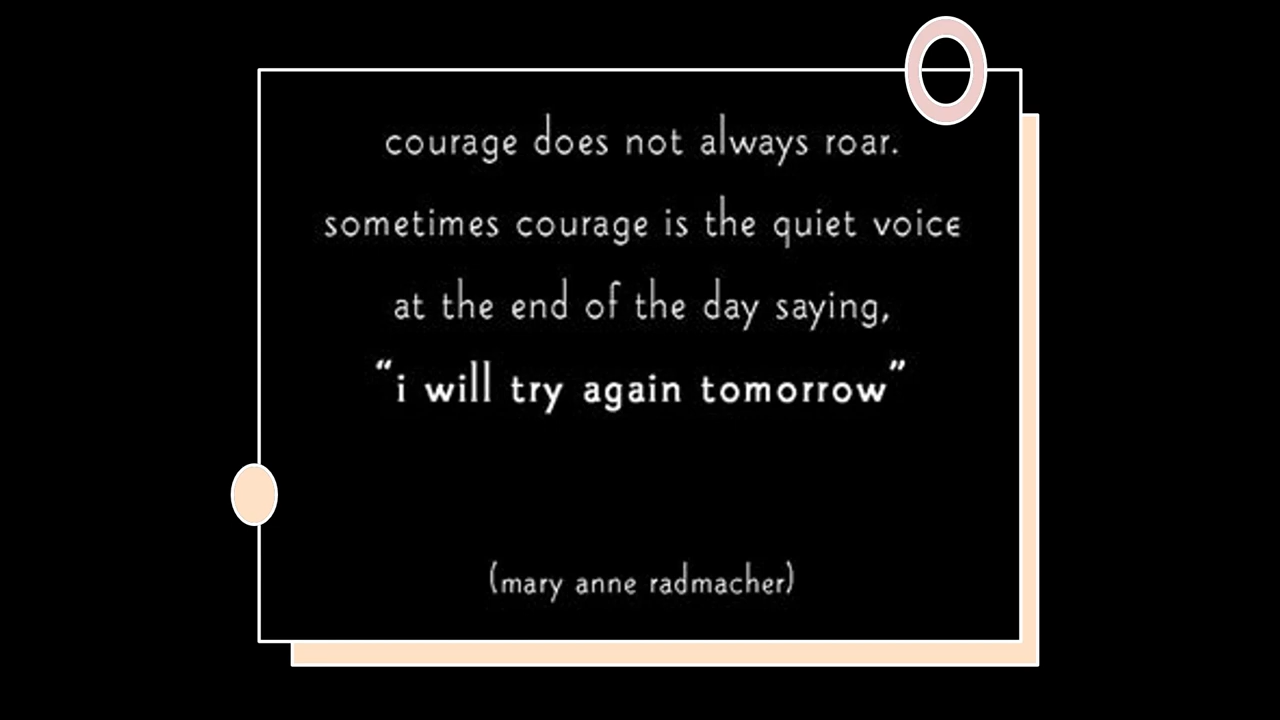 courage does not always roar.
sometimes courage is the quiet voice
at the end of the day saying,
“i will try again tomorrow”
(mary anne radmacher)